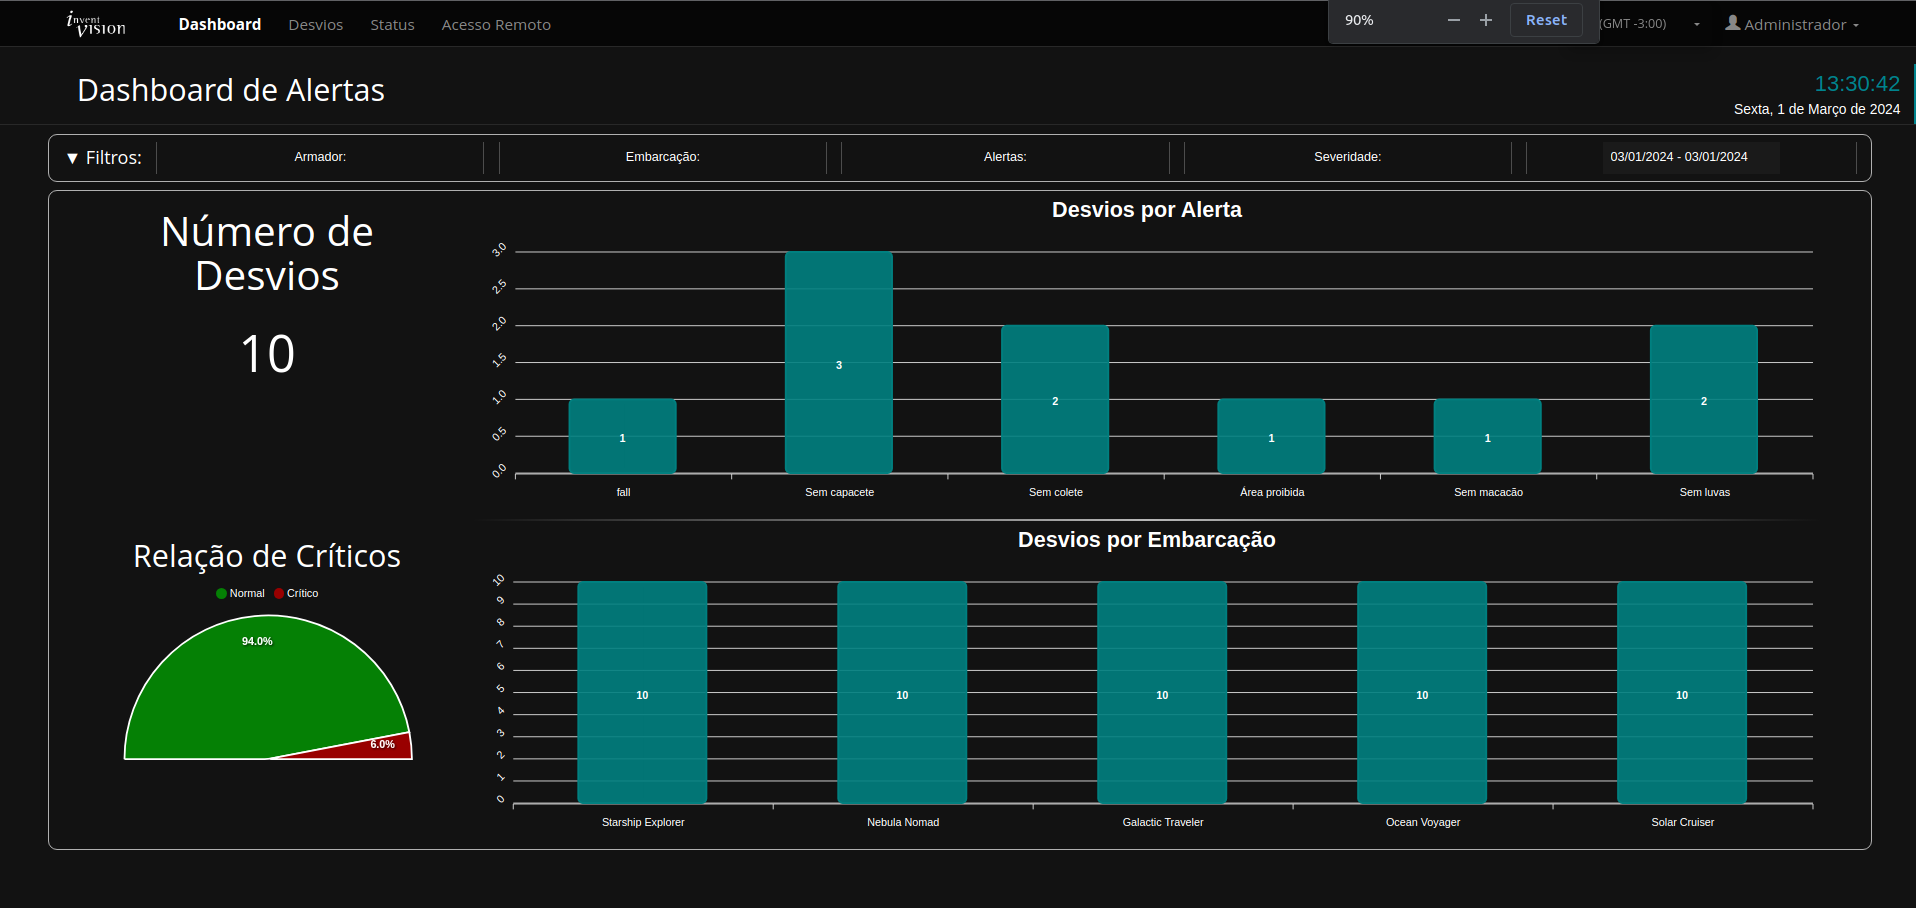 invent vision
Dashboard Desvios Status Acesso Remoto
90% − + Reset
(GMT -3:00)
Administrador
Dashboard de Alertas
13:30:42
Sexta, 1 de Março de 2024
▼ Filtros: Armador: Embarcação: Alertas: Severidade: 03/01/2024 - 03/01/2024
Número de
Desvios
10
Desvios por Alerta
3.0
2.5
2.0
1.5
1.0
0.5
0.0
1 3 2 1 1 2
fall Sem capacete Sem colete Área proibida Sem macacão Sem luvas
Relação de Críticos
Normal Crítico
94.0%
6.0%
Desvios por Embarcação
10
9
8
7
6
5
4
3
2
1
0
10 10 10 10 10
Starship Explorer Nebula Nomad Galactic Traveler Ocean Voyager Solar Cruiser